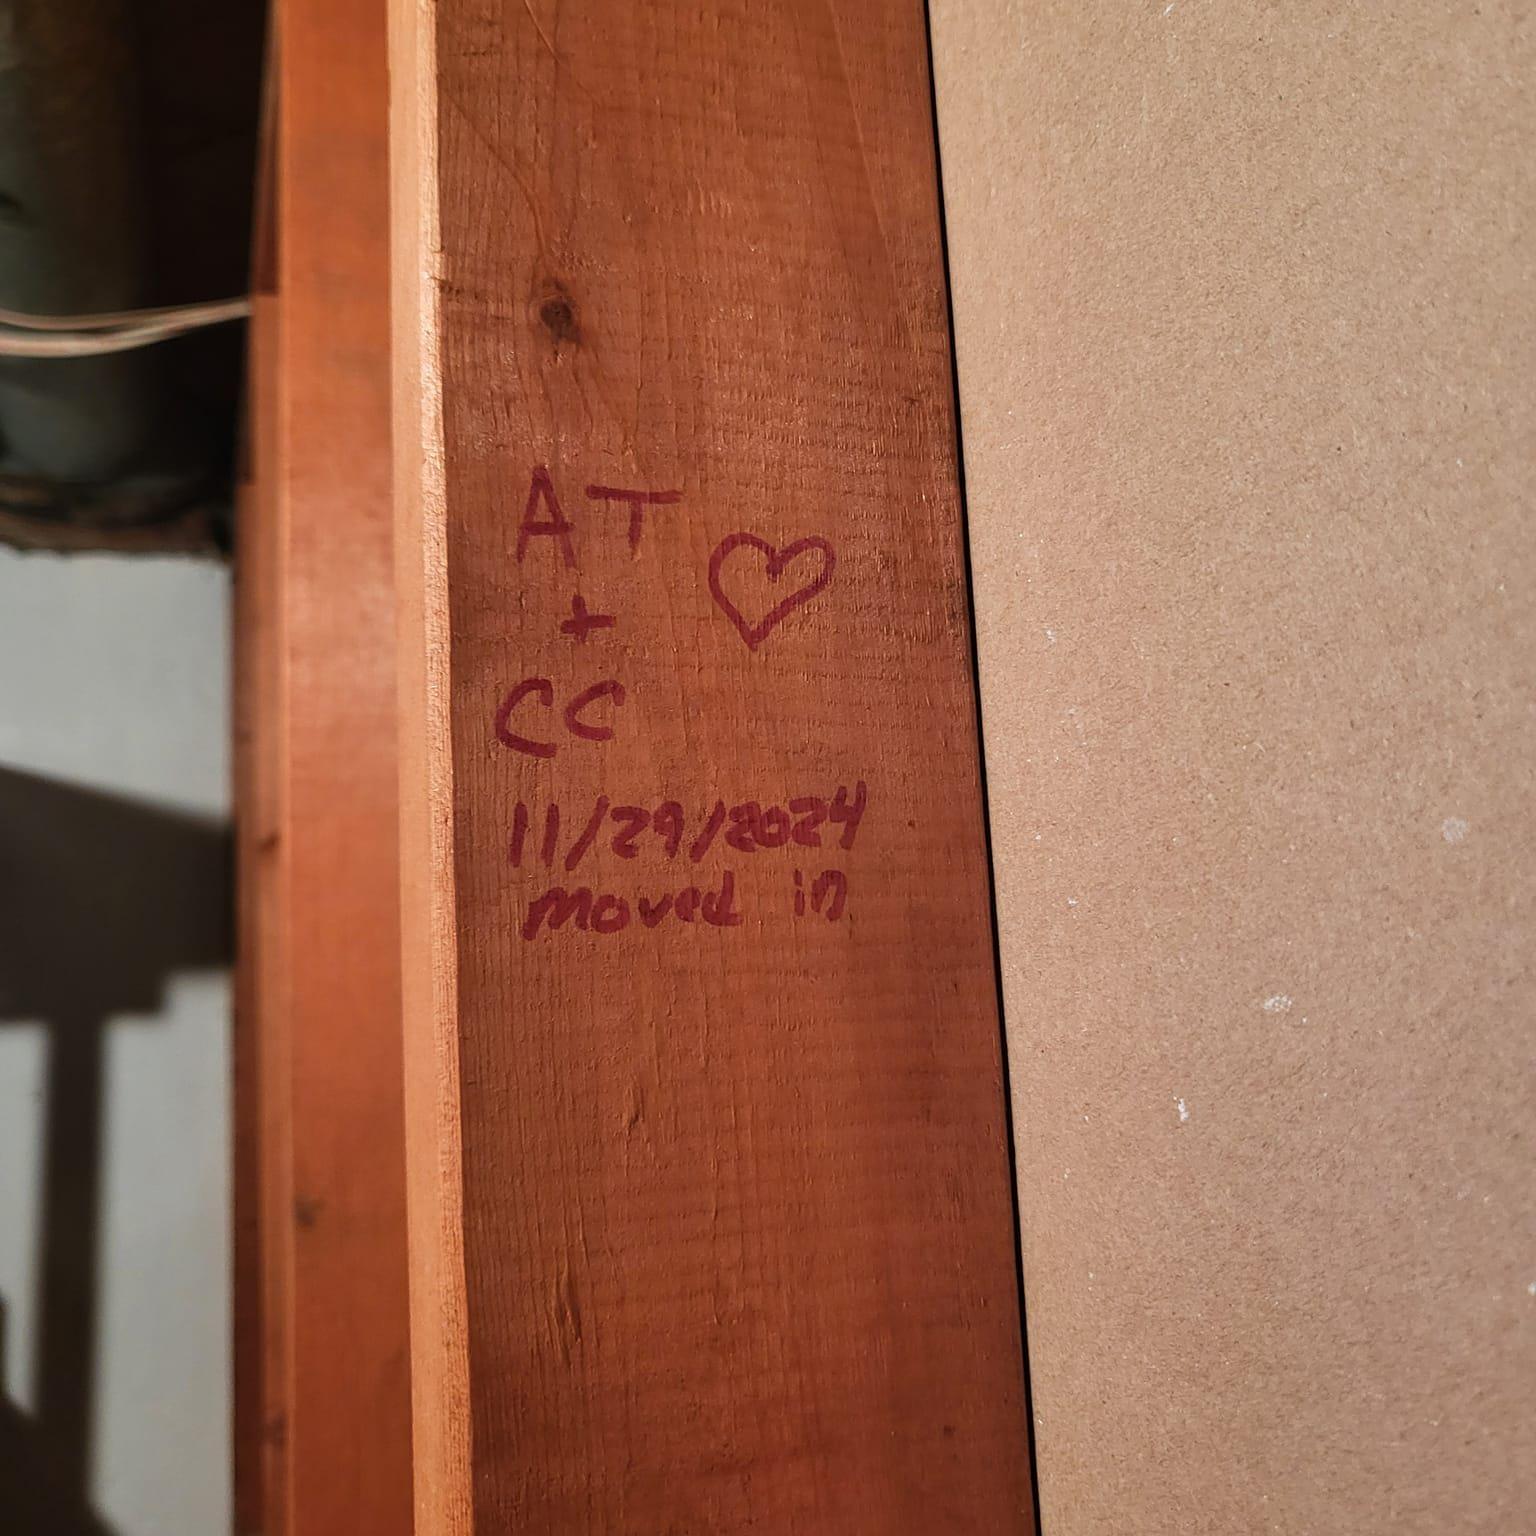 AT
+
CC
11/29/2024
moved in